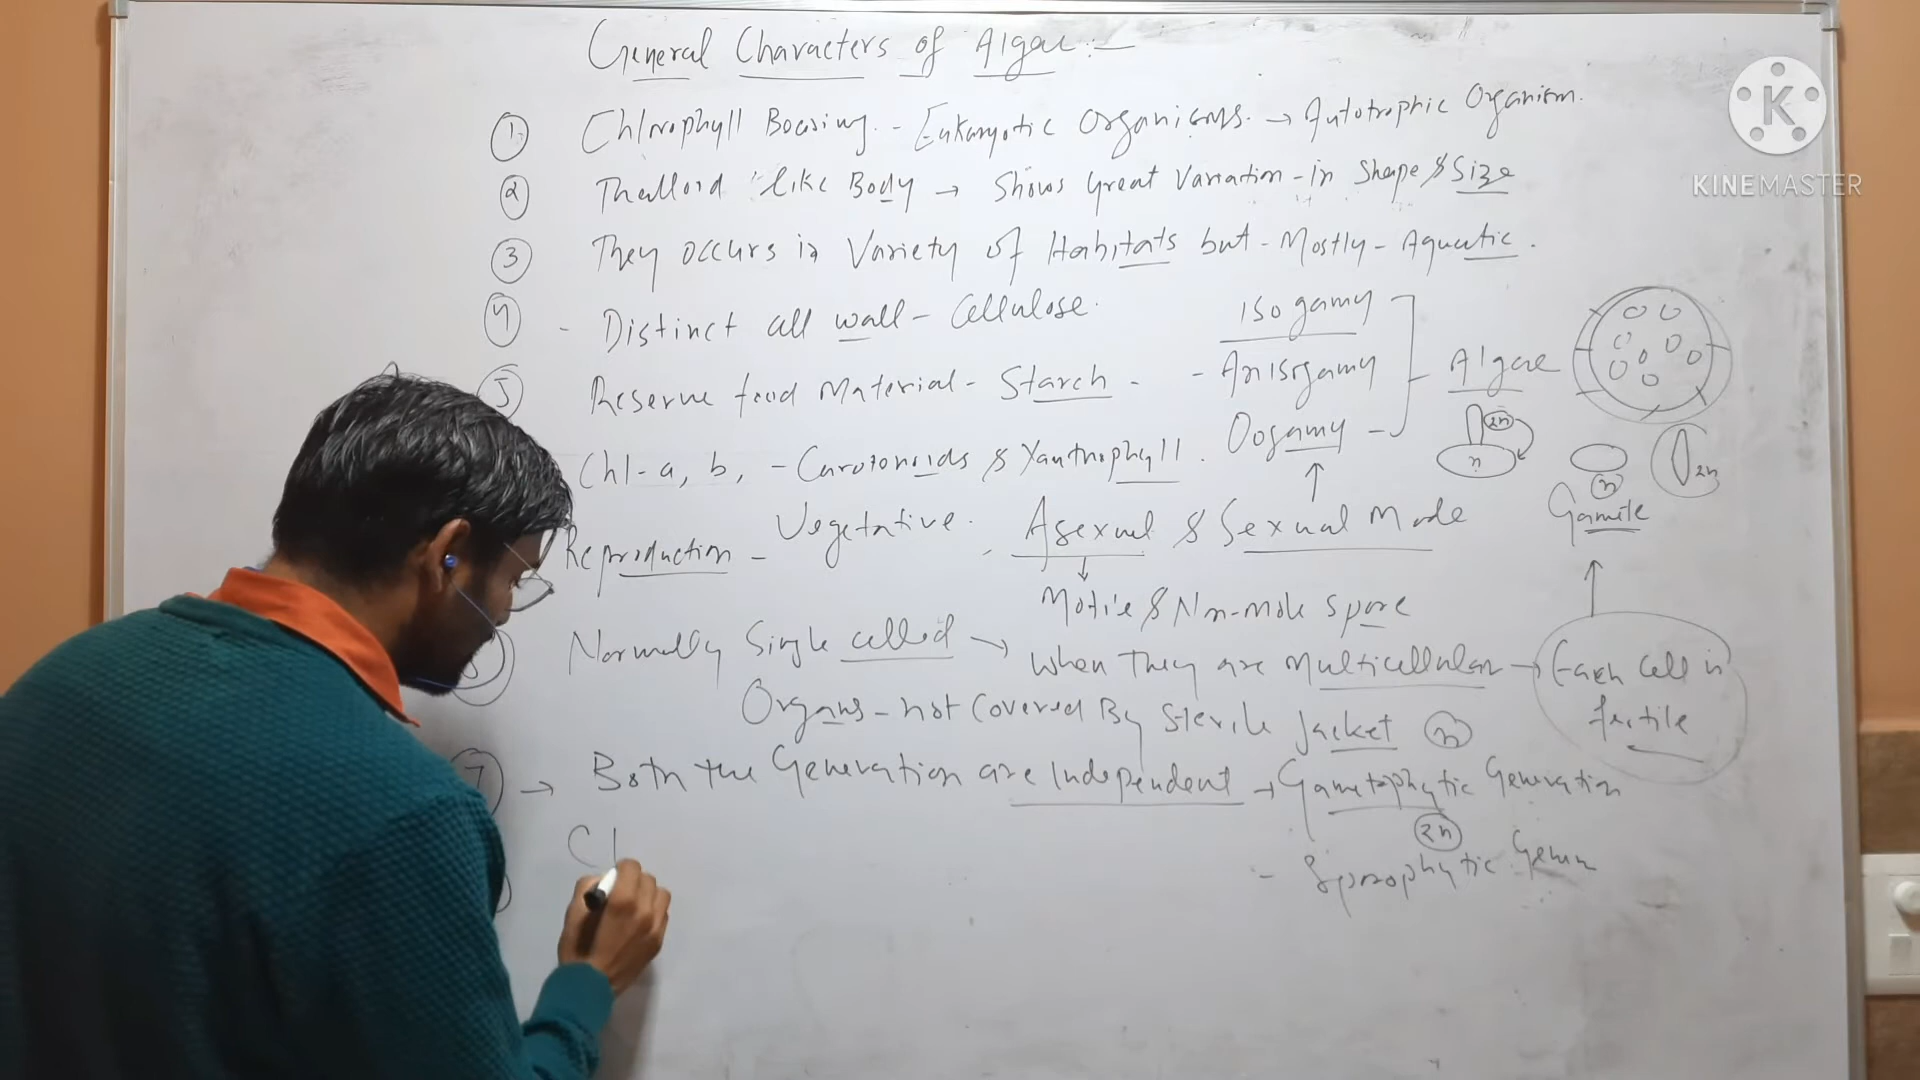 General Characters of Algae :-
① Chlorophyll Bearing. - Eukaryotic Organisms. → Autotrophic Organism.
② Thalloid like Body → Shows Great Variation - in Shape & Size
③ They occurs in Variety of Habitats but - Mostly - Aquatic.
④ - Distinct cell wall - Cellulose.
⑤ Reserve food Material - Starch -
Chl - a, b, - Carotonoids & Xanthophyll.
Isogamy
- Anisogamy
Oogamy -
Algae
2n
n
n
2n
Gamete
Reproduction - Vegetative. Asexual & Sexual Mode
Motile & Non-motile Spore
Normally Single celled → when They are Multicellular → Each Cell is
fertile
Organs - not Covered By Sterile Jacket n
7 → Both the Generation are Independent → Gametophytic Generation
2n
- Sporophytic
KINEMASTER
K